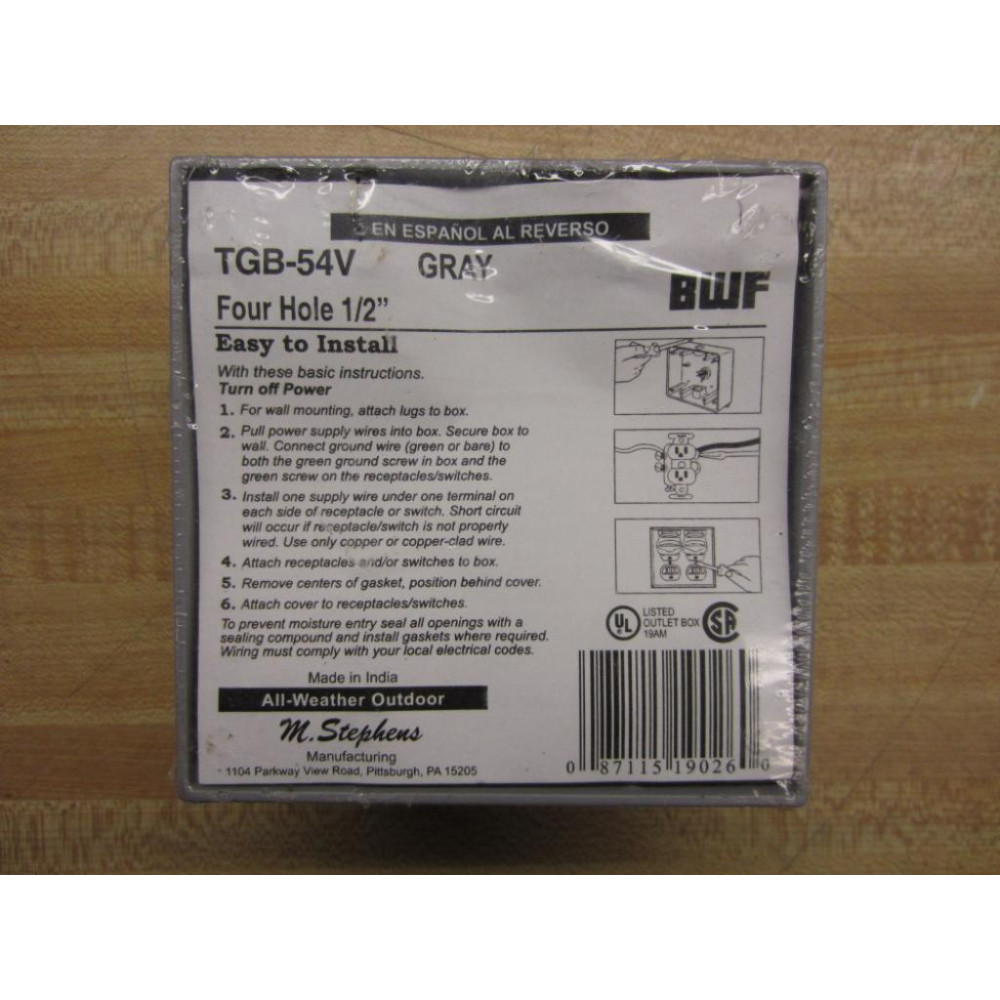 EN ESPAÑOL AL REVERSO
TGB-54V GRAY
BWF
Four Hole 1/2”
Easy to Install
With these basic instructions.
Turn off Power
1. For wall mounting, attach lugs to box.
2. Pull power supply wires into box. Secure box to
wall. Connect ground wire (green or bare) to
both the green ground screw in box and the
green screw on the receptacles/switches.
3. Install one supply wire under one terminal on
each side of receptacle or switch. Short circuit
will occur if receptacle/switch is not properly
wired. Use only copper or copper-clad wire.
4. Attach receptacles and/or switches to box.
5. Remove centers of gasket, position behind cover.
6. Attach cover to receptacles/switches.
To prevent moisture entry seal all openings with a
sealing compound and install gaskets where required.
Wiring must comply with your local electrical codes.
UL
LISTED
OUTLET BOX
19AM
SA
Made in India
All-Weather Outdoor
M. Stephens
Manufacturing
1104 Parkway View Road, Pittsburgh, PA 15205
0 87115 19026 0